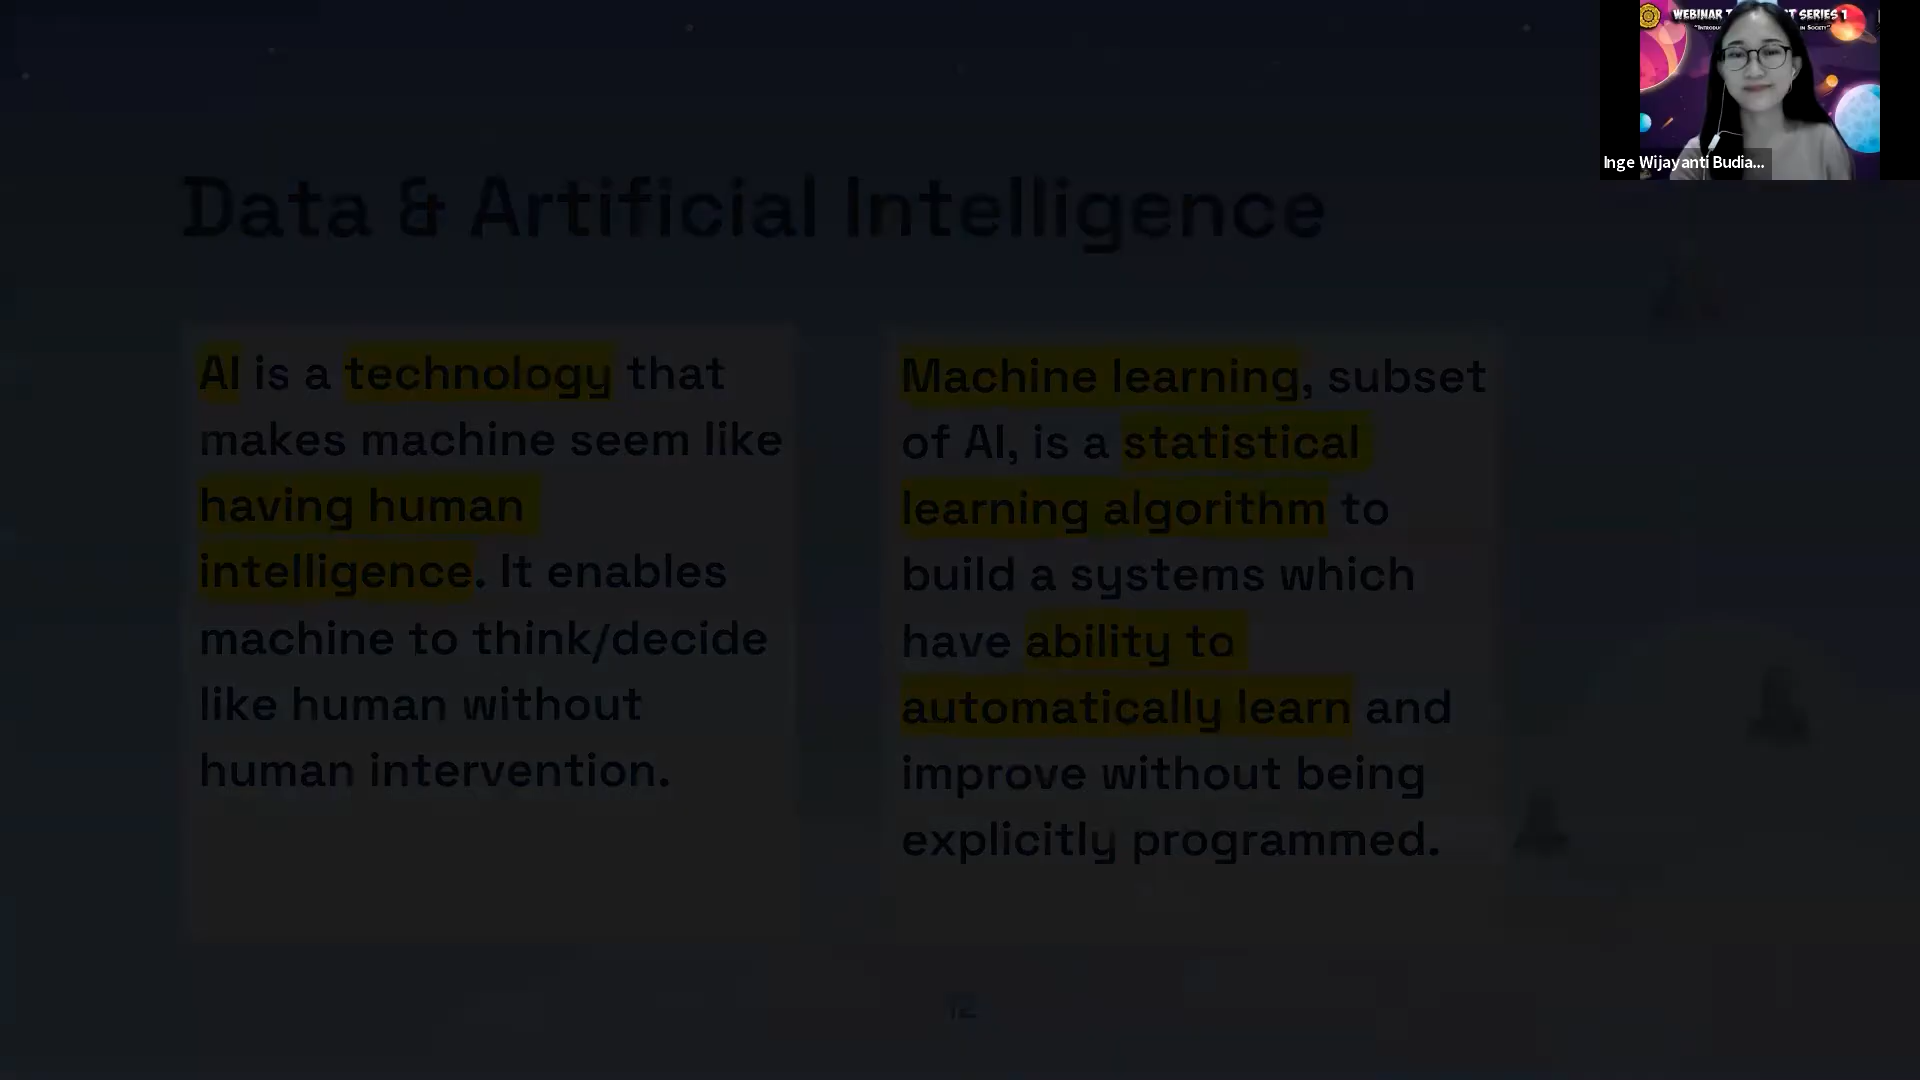 WEBINAR
T SERIES 1
Inge Wijayanti Budia...
Data & Artificial Intelligence
AI is a technology that
makes machine seem like
having human
intelligence. It enables
machine to think/decide
like human without
human intervention.
Machine learning, subset
of AI, is a statistical
learning algorithm to
build a systems which
have ability to
automatically learn and
improve without being
explicitly programmed.
12